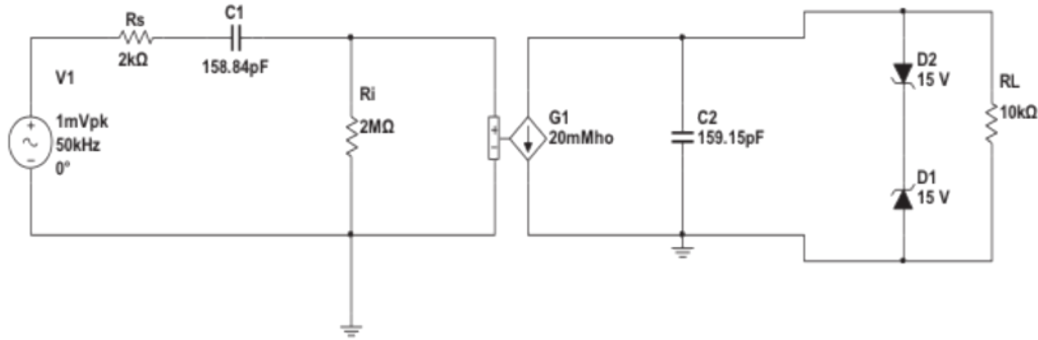 Rs
2kΩ
C1
158.84pF
V1
1mVpk
50kHz
0°
Ri
2MΩ
G1
20mMho
C2
159.15pF
D2
15 V
D1
15 V
RL
10kΩ